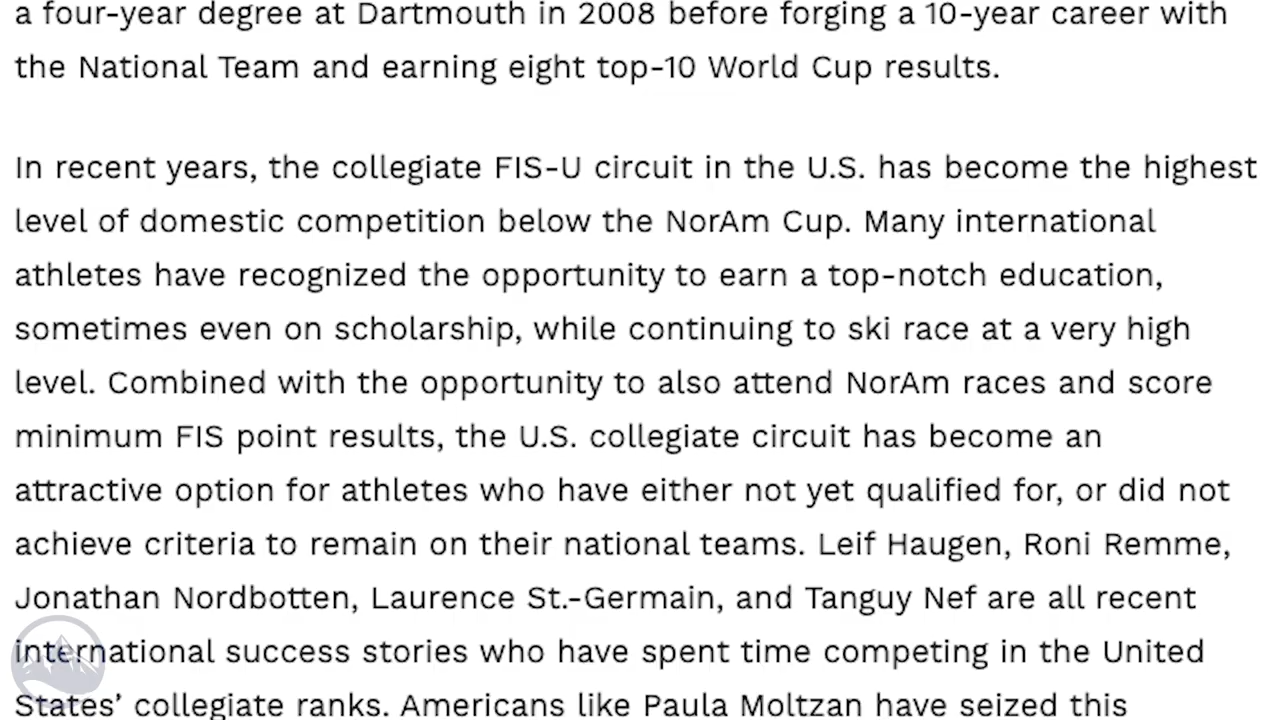 a four-year degree at Dartmouth in 2008 before forging a 10-year career with
the National Team and earning eight top-10 World Cup results.
In recent years, the collegiate FIS-U circuit in the U.S. has become the highest
level of domestic competition below the NorAm Cup. Many international
athletes have recognized the opportunity to earn a top-notch education,
sometimes even on scholarship, while continuing to ski race at a very high
level. Combined with the opportunity to also attend NorAm races and score
minimum FIS point results, the U.S. collegiate circuit has become an
attractive option for athletes who have either not yet qualified for, or did not
achieve criteria to remain on their national teams. Leif Haugen, Roni Remme,
Jonathan Nordbotten, Laurence St.-Germain, and Tanguy Nef are all recent
international success stories who have spent time competing in the United
States’ collegiate ranks. Americans like Paula Moltzan have seized this